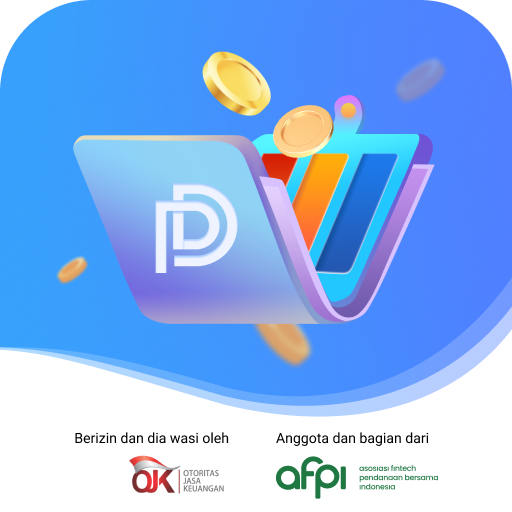 PD
Berizin dan dia wasi oleh
Anggota dan bagian dari
OJK
OTORITAS
JASA
KEUANGAN
afpi
asosiasi fintech
pendanaan bersama
indonesia